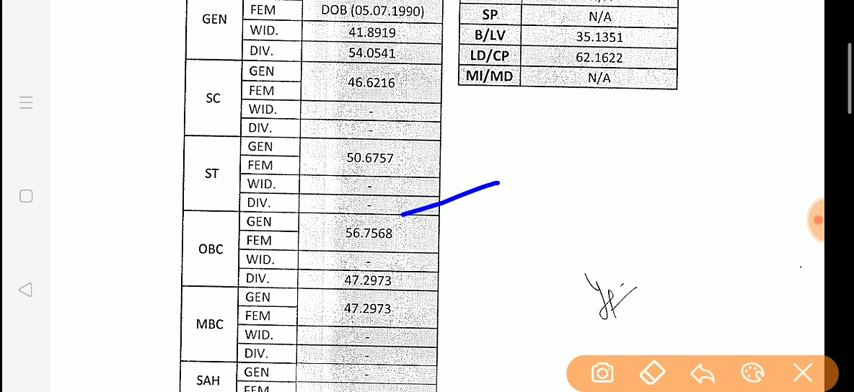 GEN FEM DOB (05.07.1990)
WID. 41.8919
DIV. 54.0541
SC GEN 46.6216
FEM
WID. -
DIV. -
ST GEN 50.6757
FEM
WID. -
DIV. -
OBC GEN 56.7568
FEM
WID. -
DIV. 47.2973
MBC GEN 47.2973
FEM
WID. -
DIV. -
SAH GEN -
FEM
SP N/A
B/LV 35.1351
LD/CP 62.1622
MI/MD N/A